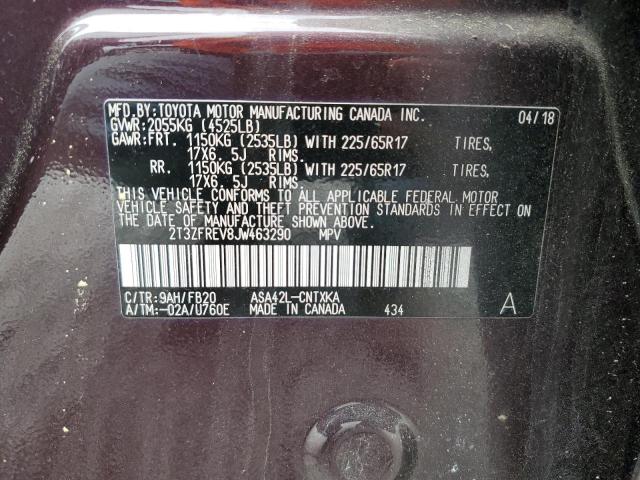 MFD.BY:TOYOTA MOTOR MANUFACTURING CANADA INC. 04/18
GVWR:2055KG (4525LB)
GAWR:FRT. 1150KG (2535LB) WITH 225/65R17 TIRES,
17X6.5J RIMS.
RR. 1150KG (2535LB) WITH 225/65R17 TIRES,
17X6.5J RIMS.
THIS VEHICLE CONFORMS TO ALL APPLICABLE FEDERAL MOTOR
VEHICLE SAFETY AND THEFT PREVENTION STANDARDS IN EFFECT ON
THE DATE OF MANUFACTURE SHOWN ABOVE.
2T3ZFREV8JW463290 MPV
C/TR:9AH/FB20 ASA42L-CNTXKA A
A/TM:-02A/U760E MADE IN CANADA 434